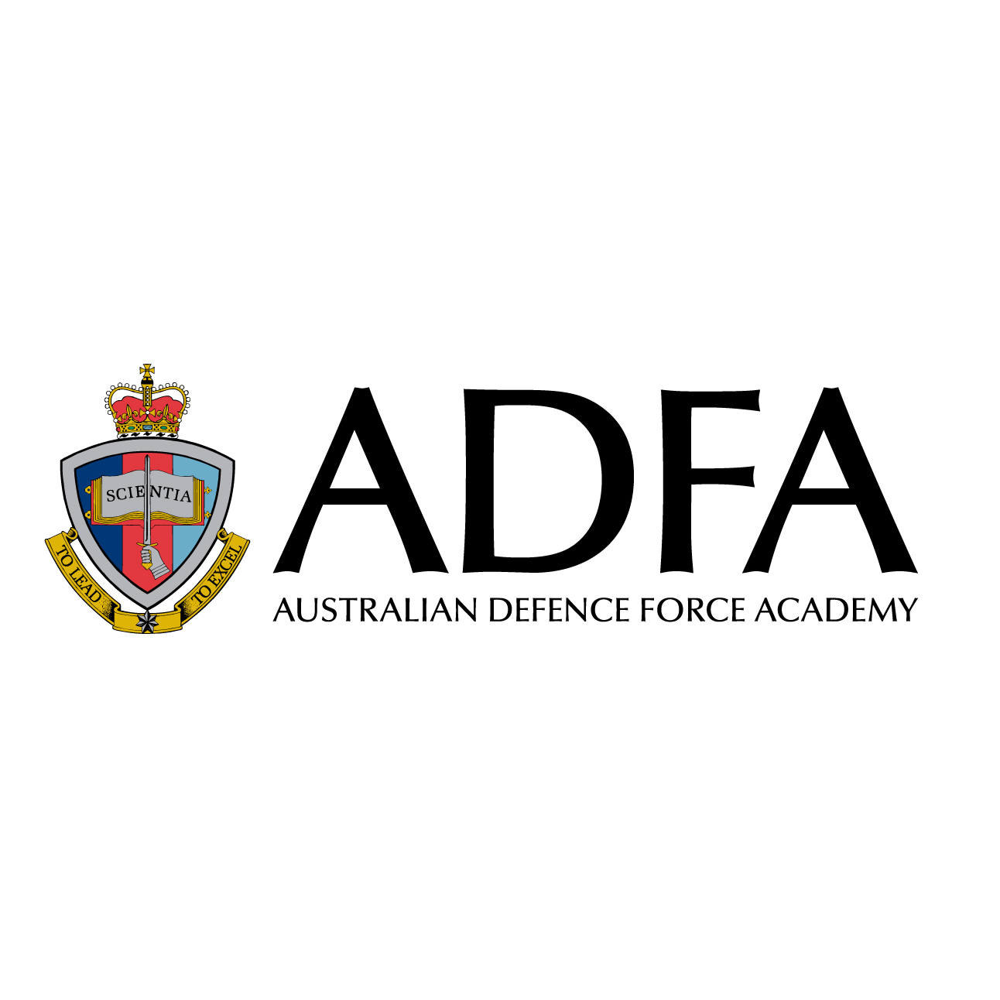 SCIENTIA
TO LEAD
TO EXCEL
ADFA
AUSTRALIAN DEFENCE FORCE ACADEMY